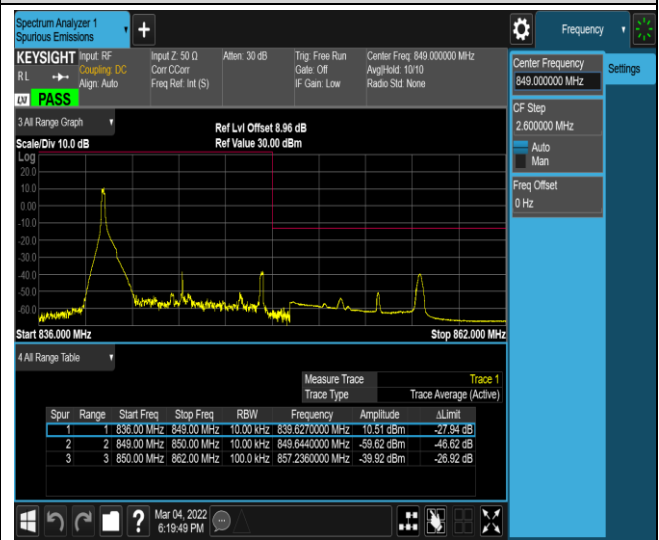 Spectrum Analyzer 1
Spurious Emissions
+
Frequency
KEYSIGHT Input: RF Input Z: 50 Ω Atten: 30 dB Trig: Free Run Center Freq: 849.000000 MHz
RL Coupling: DC Corr CCorr Gate: Off Avg|Hold: 10/10
Align: Auto Freq Ref: Int (S) IF Gain: Low Radio Std: None
LXI PASS
Center Frequency
849.000000 MHz
Settings
CF Step
2.600000 MHz
Auto
Man
Freq Offset
0 Hz
3 All Range Graph
Ref Lvl Offset 8.96 dB
Scale/Div 10.0 dB Ref Value 30.00 dBm
Log
20.0
10.0
0.00
-10.0
-20.0
-30.0
-40.0
-50.0
-60.0
Start 836.000 MHz Stop 862.000 MHz
4 All Range Table
Measure Trace Trace 1
Trace Type Trace Average (Active)
Spur Range Start Freq Stop Freq RBW Frequency Amplitude ΔLimit
1 1 836.00 MHz 849.00 MHz 10.00 kHz 839.6270000 MHz 10.51 dBm -27.94 dB
2 2 849.00 MHz 850.00 MHz 10.00 kHz 849.6440000 MHz -59.62 dBm -46.62 dB
3 3 850.00 MHz 862.00 MHz 100.0 kHz 857.2360000 MHz -39.92 dBm -26.92 dB
?
Mar 04, 2022
6:19:49 PM